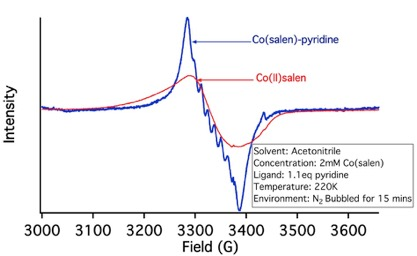 Co(salen)-pyridine
Co(II)salen
Intensity
Solvent: Acetonitrile
Concentration: 2mM Co(salen)
Ligand: 1.1eq pyridine
Temperature: 220K
Environment: N₂ Bubbled for 15 mins
3000 3100 3200 3300 3400 3500 3600
Field (G)